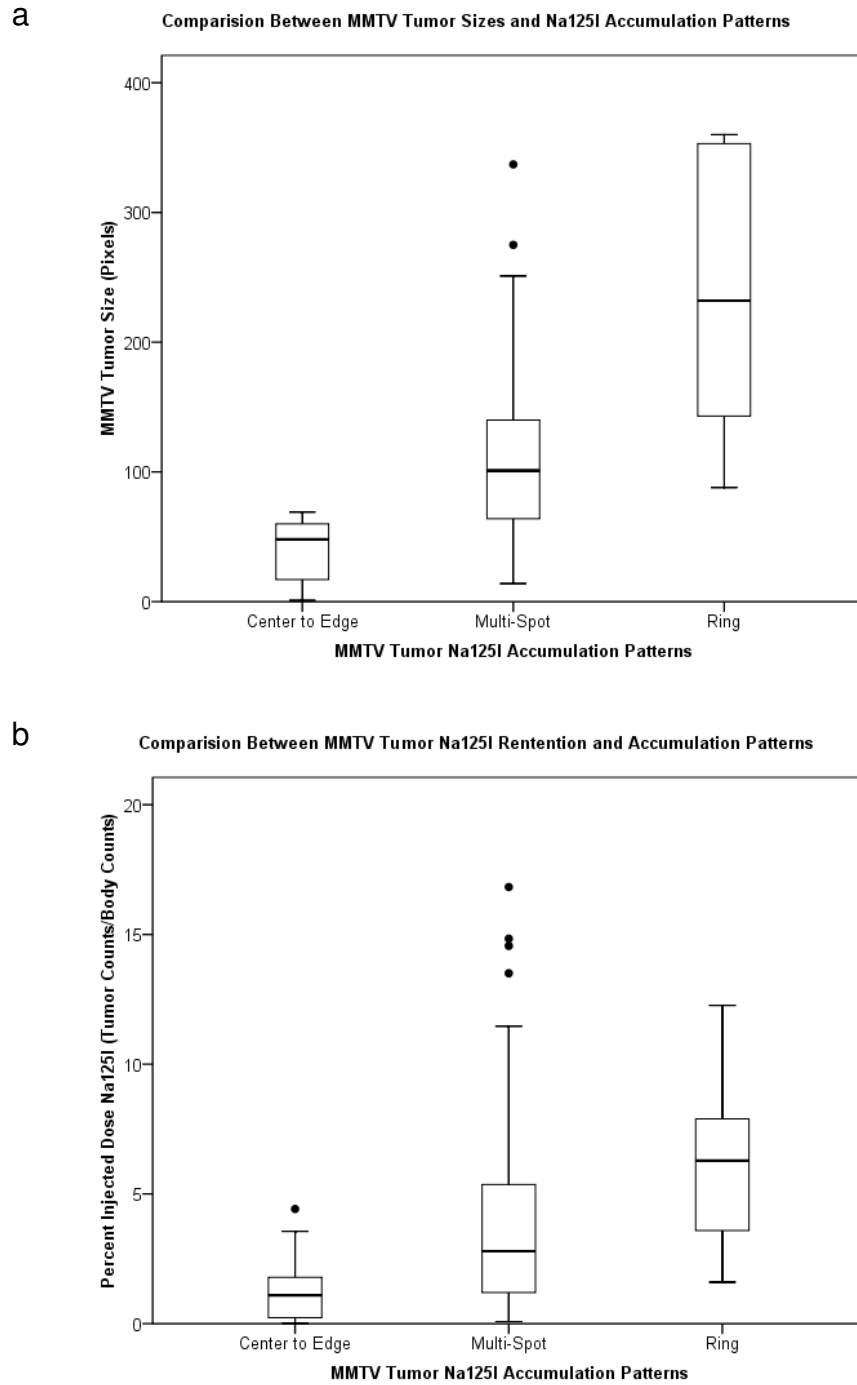 a
Comparision Between MMTV Tumor Sizes and Na125I Accumulation Patterns
MMTV Tumor Size (Pixels)
400
300
200
100
0
Center to Edge Multi-Spot Ring
MMTV Tumor Na125I Accumulation Patterns
b
Comparision Between MMTV Tumor Na125I Rentention and Accumulation Patterns
Percent Injected Dose Na125I (Tumor Counts/Body Counts)
20
15
10
5
0
Center to Edge Multi-Spot Ring
MMTV Tumor Na125I Accumulation Patterns